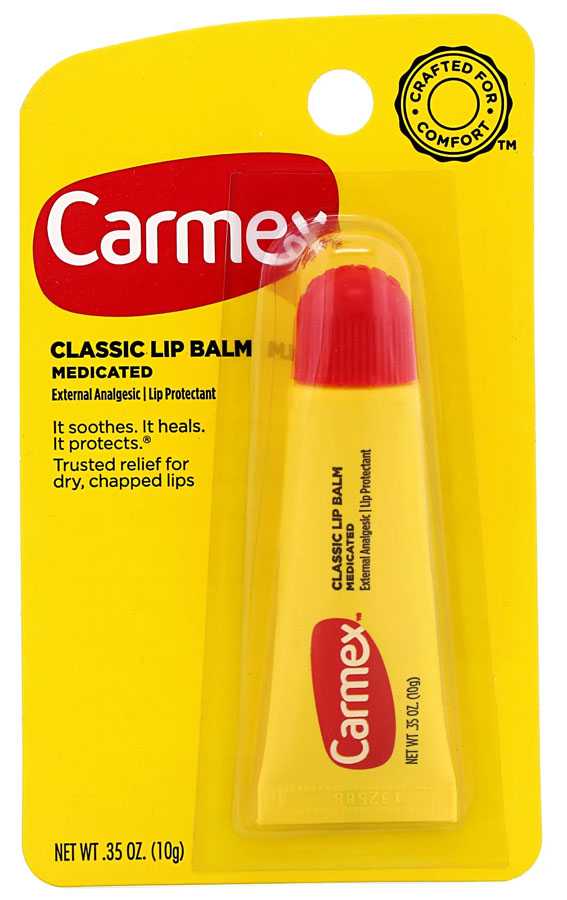 • CRAFTED FOR •
COMFORT
™
Carmex
CLASSIC LIP BALM
MEDICATED
External Analgesic | Lip Protectant
It soothes. It heals.
It protects.®
Trusted relief for
dry, chapped lips
CLASSIC LIP BALM
MEDICATED
External Analgesic | Lip Protectant
Carmex™
NET WT .35 OZ. (10g)
NET WT .35 OZ. (10g)